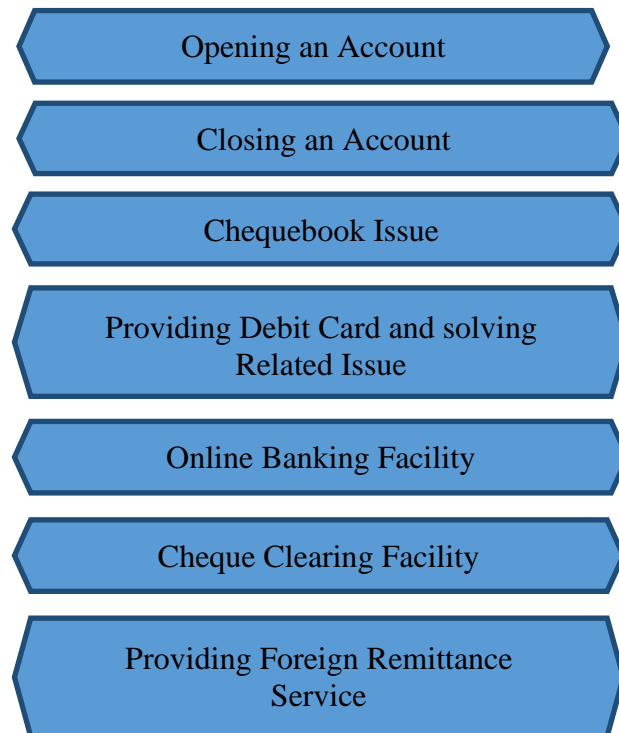 Opening an Account
Closing an Account
Chequebook Issue
Providing Debit Card and solving
Related Issue
Online Banking Facility
Cheque Clearing Facility
Providing Foreign Remittance
Service